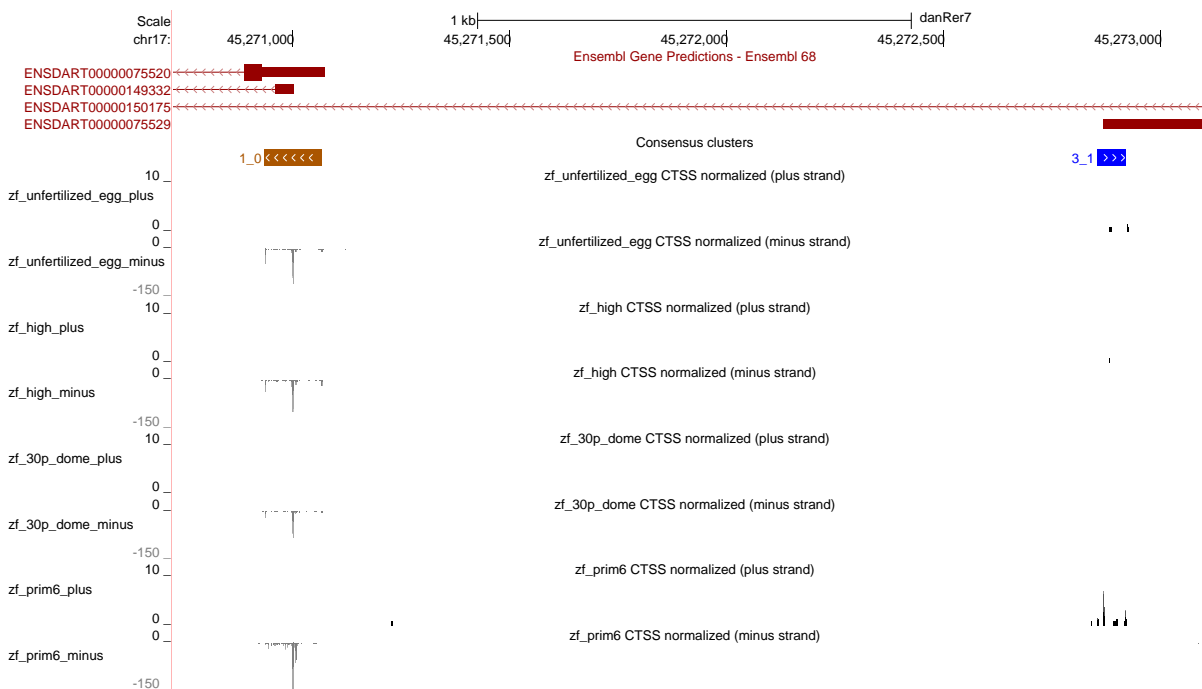 Scale 1 kb danRer7
chr17: 45,271,000 45,271,500 45,272,000 45,272,500 45,273,000
Ensembl Gene Predictions - Ensembl 68
ENSDART00000075520
ENSDART00000149332
ENSDART00000150175
ENSDART00000075529
Consensus clusters
1_0 3_1
zf_unfertilized_egg CTSS normalized (plus strand)
10 _
zf_unfertilized_egg_plus
0 _
zf_unfertilized_egg CTSS normalized (minus strand)
0 _
zf_unfertilized_egg_minus
-150 _
zf_high CTSS normalized (plus strand)
10 _
zf_high_plus
0 _
zf_high CTSS normalized (minus strand)
0 _
zf_high_minus
-150 _
zf_30p_dome CTSS normalized (plus strand)
10 _
zf_30p_dome_plus
0 _
zf_30p_dome CTSS normalized (minus strand)
0 _
zf_30p_dome_minus
-150 _
zf_prim6 CTSS normalized (plus strand)
10 _
zf_prim6_plus
0 _
zf_prim6 CTSS normalized (minus strand)
0 _
zf_prim6_minus
-150 _